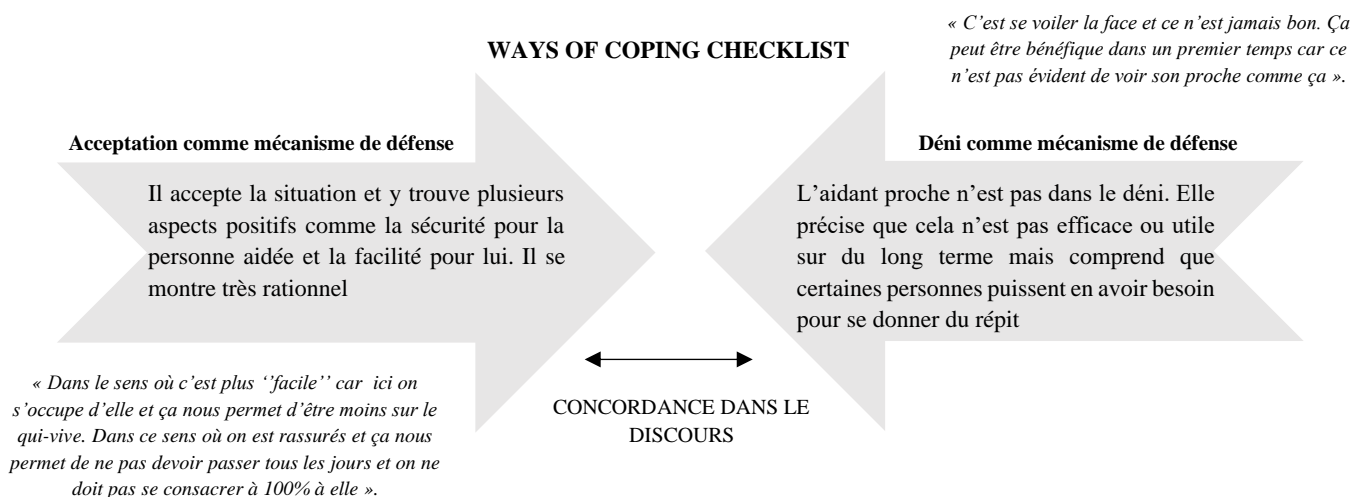 WAYS OF COPING CHECKLIST
« C'est se voiler la face et ce n'est jamais bon. Ça
peut être bénéfique dans un premier temps car ce
n'est pas évident de voir son proche comme ça ».
Acceptation comme mécanisme de défense
Il accepte la situation et y trouve plusieurs
aspects positifs comme la sécurité pour la
personne aidée et la facilité pour lui. Il se
montre très rationnel
« Dans le sens où c'est plus ‘’facile’’ car ici on
s'occupe d'elle et ça nous permet d'être moins sur le
qui-vive. Dans ce sens où on est rassurés et ça nous
permet de ne pas devoir passer tous les jours et on ne
doit pas se consacrer à 100% à elle ».
Déni comme mécanisme de défense
L'aidant proche n'est pas dans le déni. Elle
précise que cela n'est pas efficace ou utile
sur du long terme mais comprend que
certaines personnes puissent en avoir besoin
pour se donner du répit
CONCORDANCE DANS LE
DISCOURS